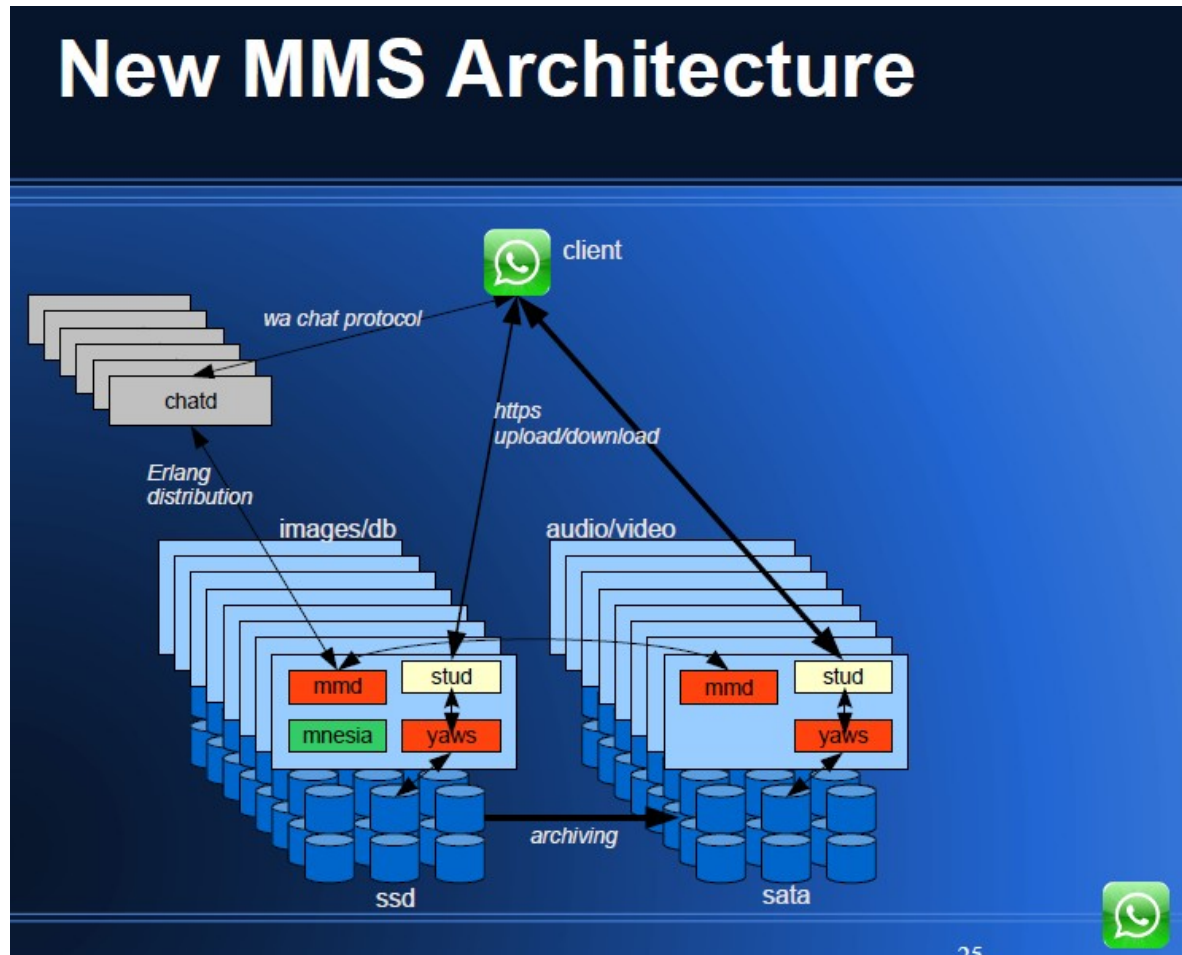 New MMS Architecture
client
wa chat protocol
chatd
https
upload/download
Erlang
distribution
images/db
audio/video
mmd
stud
mnesia
yaws
mmd
stud
yaws
archiving
ssd
sata
25